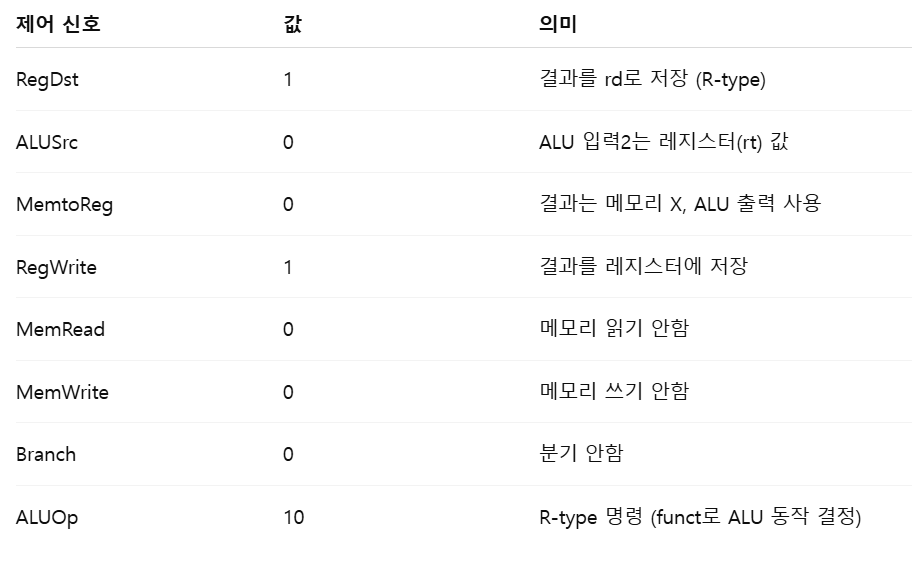 제어 신호 값 의미
RegDst 1 결과를 rd로 저장 (R-type)
ALUSrc 0 ALU 입력2는 레지스터(rt) 값
MemtoReg 0 결과는 메모리 X, ALU 출력 사용
RegWrite 1 결과를 레지스터에 저장
MemRead 0 메모리 읽기 안함
MemWrite 0 메모리 쓰기 안함
Branch 0 분기 안함
ALUOp 10 R-type 명령 (funct로 ALU 동작 결정)